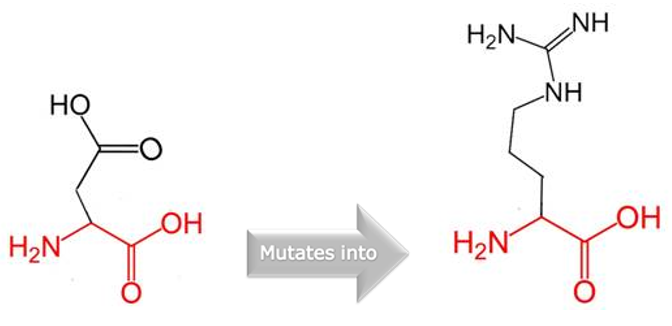 H₂N
NH
NH
HO
O
H₂N
OH
O
Mutates into
H₂N
OH
O